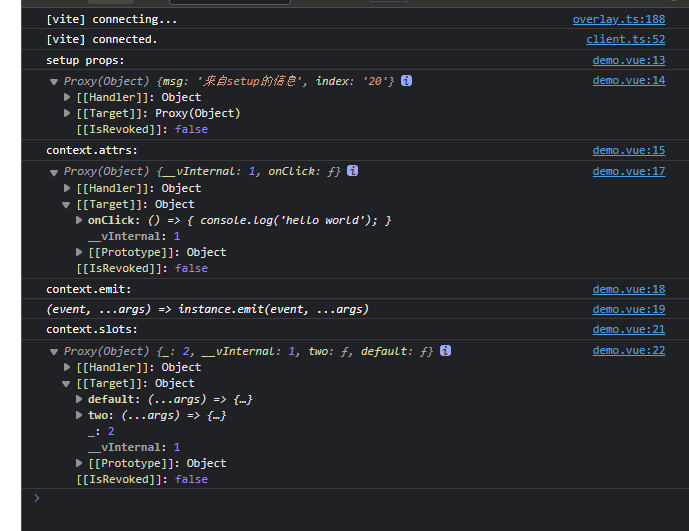 [vite] connecting... overlay.ts:188
[vite] connected. client.ts:52
setup props: demo.vue:13
Proxy(Object) {msg: '来自setup的信息', index: '20'} i demo.vue:14
[[Handler]]: Object
[[Target]]: Proxy(Object)
[[IsRevoked]]: false
context.attrs: demo.vue:15
Proxy(Object) {__vInternal: 1, onClick: ƒ} i demo.vue:17
[[Handler]]: Object
[[Target]]: Object
onClick: () => { console.log('hello world'); }
__vInternal: 1
[[Prototype]]: Object
[[IsRevoked]]: false
context.emit: demo.vue:18
(event, ...args) => instance.emit(event, ...args) demo.vue:19
context.slots: demo.vue:21
Proxy(Object) {_: 2, __vInternal: 1, two: ƒ, default: ƒ} i demo.vue:22
[[Handler]]: Object
[[Target]]: Object
default: (...args) => {…}
two: (...args) => {…}
_: 2
__vInternal: 1
[[Prototype]]: Object
[[IsRevoked]]: false